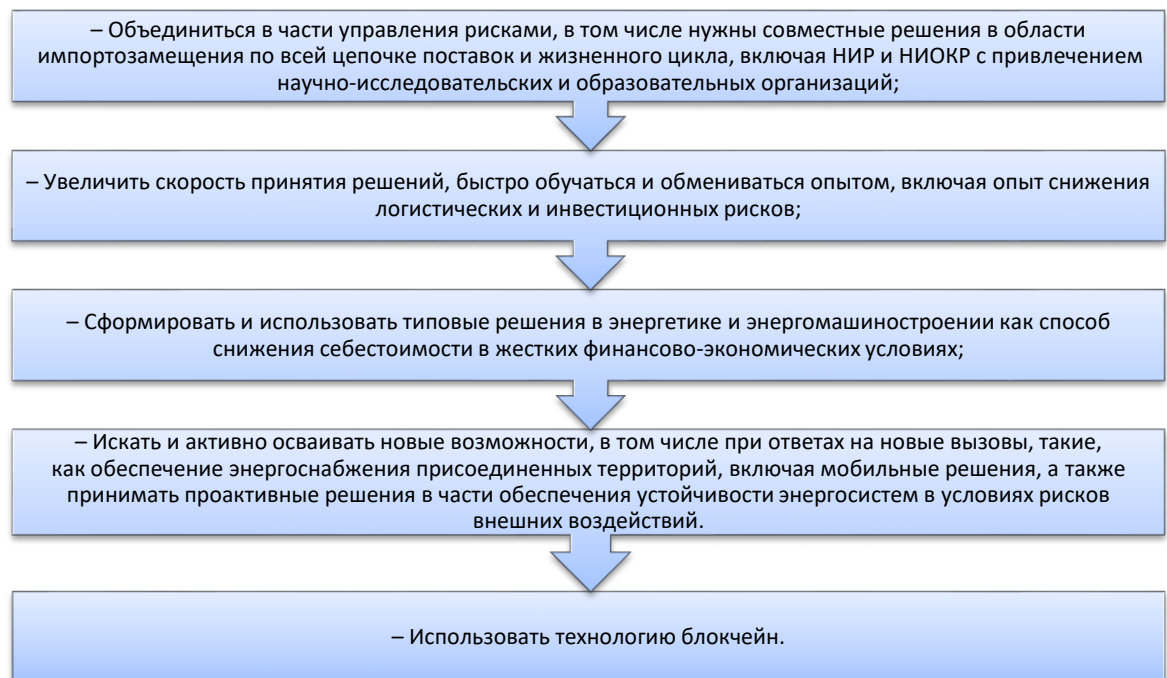 – Объединиться в части управления рисками, в том числе нужны совместные решения в области
импортозамещения по всей цепочке поставок и жизненного цикла, включая НИР и НИОКР с привлечением
научно-исследовательских и образовательных организаций;
– Увеличить скорость принятия решений, быстро обучаться и обмениваться опытом, включая опыт снижения
логистических и инвестиционных рисков;
– Сформировать и использовать типовые решения в энергетике и энергомашиностроении как способ
снижения себестоимости в жестких финансово-экономических условиях;
– Искать и активно осваивать новые возможности, в том числе при ответах на новые вызовы, такие,
как обеспечение энергоснабжения присоединенных территорий, включая мобильные решения, а также
принимать проактивные решения в части обеспечения устойчивости энергосистем в условиях рисков
внешних воздействий.
– Использовать технологию блокчейн.